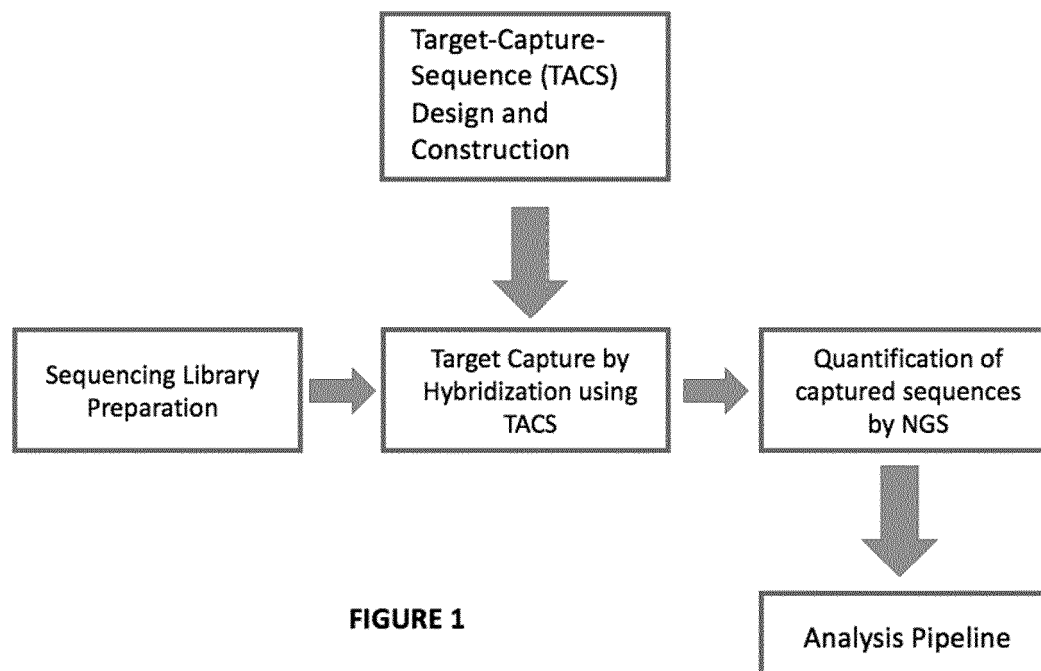 Target-Capture-
Sequence (TACS)
Design and
Construction
Sequencing Library
Preparation
Target Capture by
Hybridization using
TACS
Quantification of
captured sequences
by NGS
Analysis Pipeline
FIGURE 1